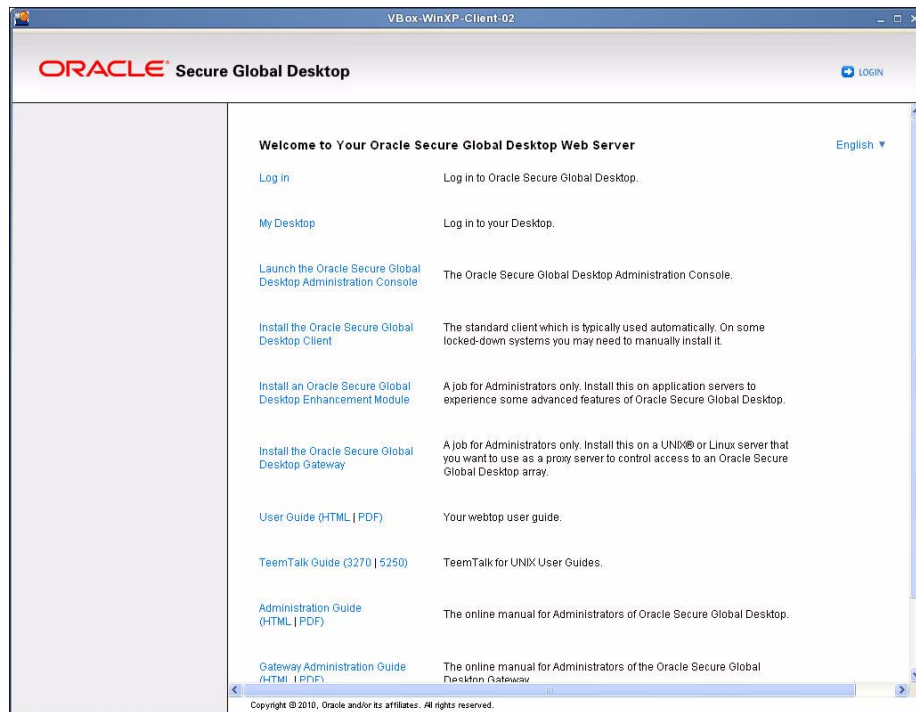 VBox-WinXP-Client-02
ORACLE Secure Global Desktop
LOGIN
Welcome to Your Oracle Secure Global Desktop Web Server
English
Log in
Log in to Oracle Secure Global Desktop.
My Desktop
Log in to your Desktop.
Launch the Oracle Secure Global
Desktop Administration Console
The Oracle Secure Global Desktop Administration Console.
Install the Oracle Secure Global
Desktop Client
The standard client which is typically used automatically. On some
locked-down systems you may need to manually install it.
Install an Oracle Secure Global
Desktop Enhancement Module
A job for Administrators only. Install this on application servers to
experience some advanced features of Oracle Secure Global Desktop.
Install the Oracle Secure Global
Desktop Gateway
A job for Administrators only. Install this on a UNIX® or Linux server that
you want to use as a proxy server to control access to an Oracle Secure
Global Desktop array.
User Guide (HTML | PDF)
Your webtop user guide.
TeemTalk Guide (3270 | 5250)
TeemTalk for UNIX User Guides.
Administration Guide
(HTML | PDF)
The online manual for Administrators of Oracle Secure Global Desktop.
Gateway Administration Guide
(HTML | PDF)
The online manual for Administrators of the Oracle Secure Global
Desktop Gateway
Copyright © 2010, Oracle and/or its affiliates. All rights reserved.